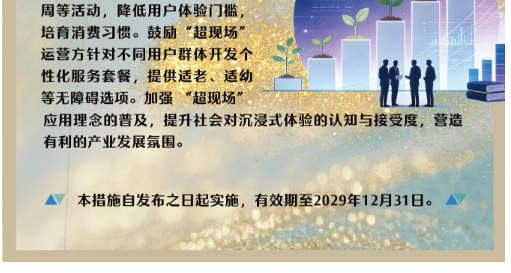 周等活动，降低用户体验门槛，
培育消费习惯。鼓励“超现场”
运营方针对不同用户群体开发个
性化服务套餐，提供适老、适幼
等无障碍选项。加强 “超现场”
应用理念的普及，提升社会对沉浸式体验的认知与接受度，营造
有利的产业发展氛围。
本措施自发布之日起实施，有效期至2029年12月31日。